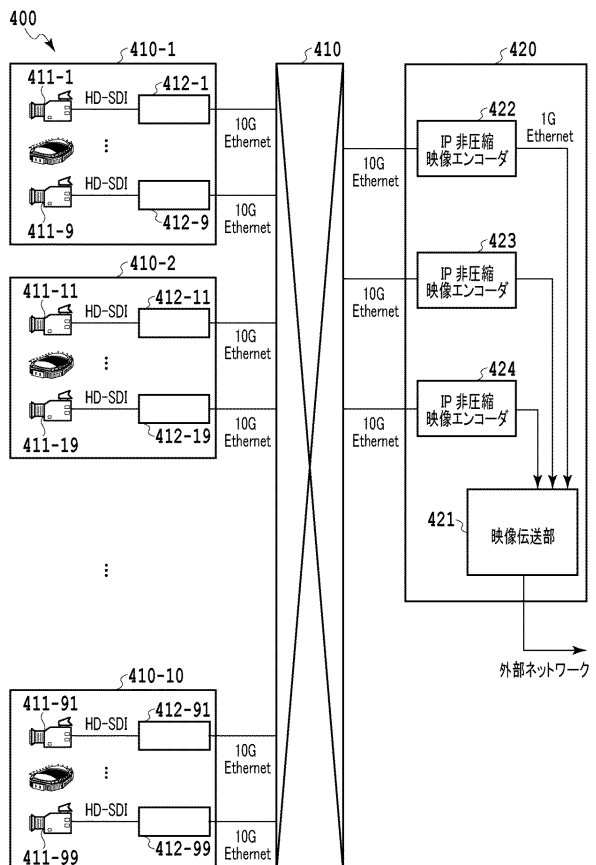 400
410-1
411-1
HD-SDI
412-1
10G
Ethernet
⋮
411-9
HD-SDI
412-9
10G
Ethernet
410-2
411-11
HD-SDI
412-11
10G
Ethernet
⋮
411-19
HD-SDI
412-19
10G
Ethernet
⋮
410-10
411-91
HD-SDI
412-91
10G
Ethernet
⋮
411-99
HD-SDI
412-99
10G
Ethernet
410
420
422
10G
Ethernet
IP 非圧縮
映像エンコーダ
1G
Ethernet
423
10G
Ethernet
IP 非圧縮
映像エンコーダ
424
10G
Ethernet
IP 非圧縮
映像エンコーダ
421
映像伝送部
外部ネットワーク